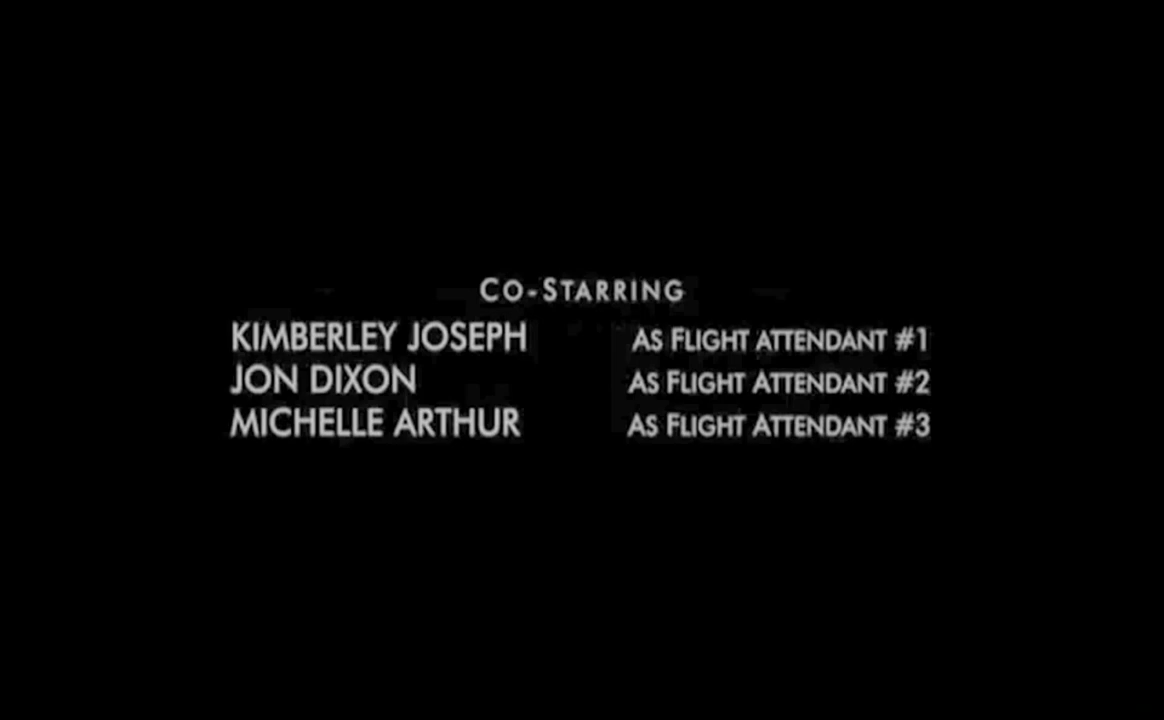 CO-STARRING
KIMBERLEY JOSEPH AS FLIGHT ATTENDANT #1
JON DIXON AS FLIGHT ATTENDANT #2
MICHELLE ARTHUR AS FLIGHT ATTENDANT #3